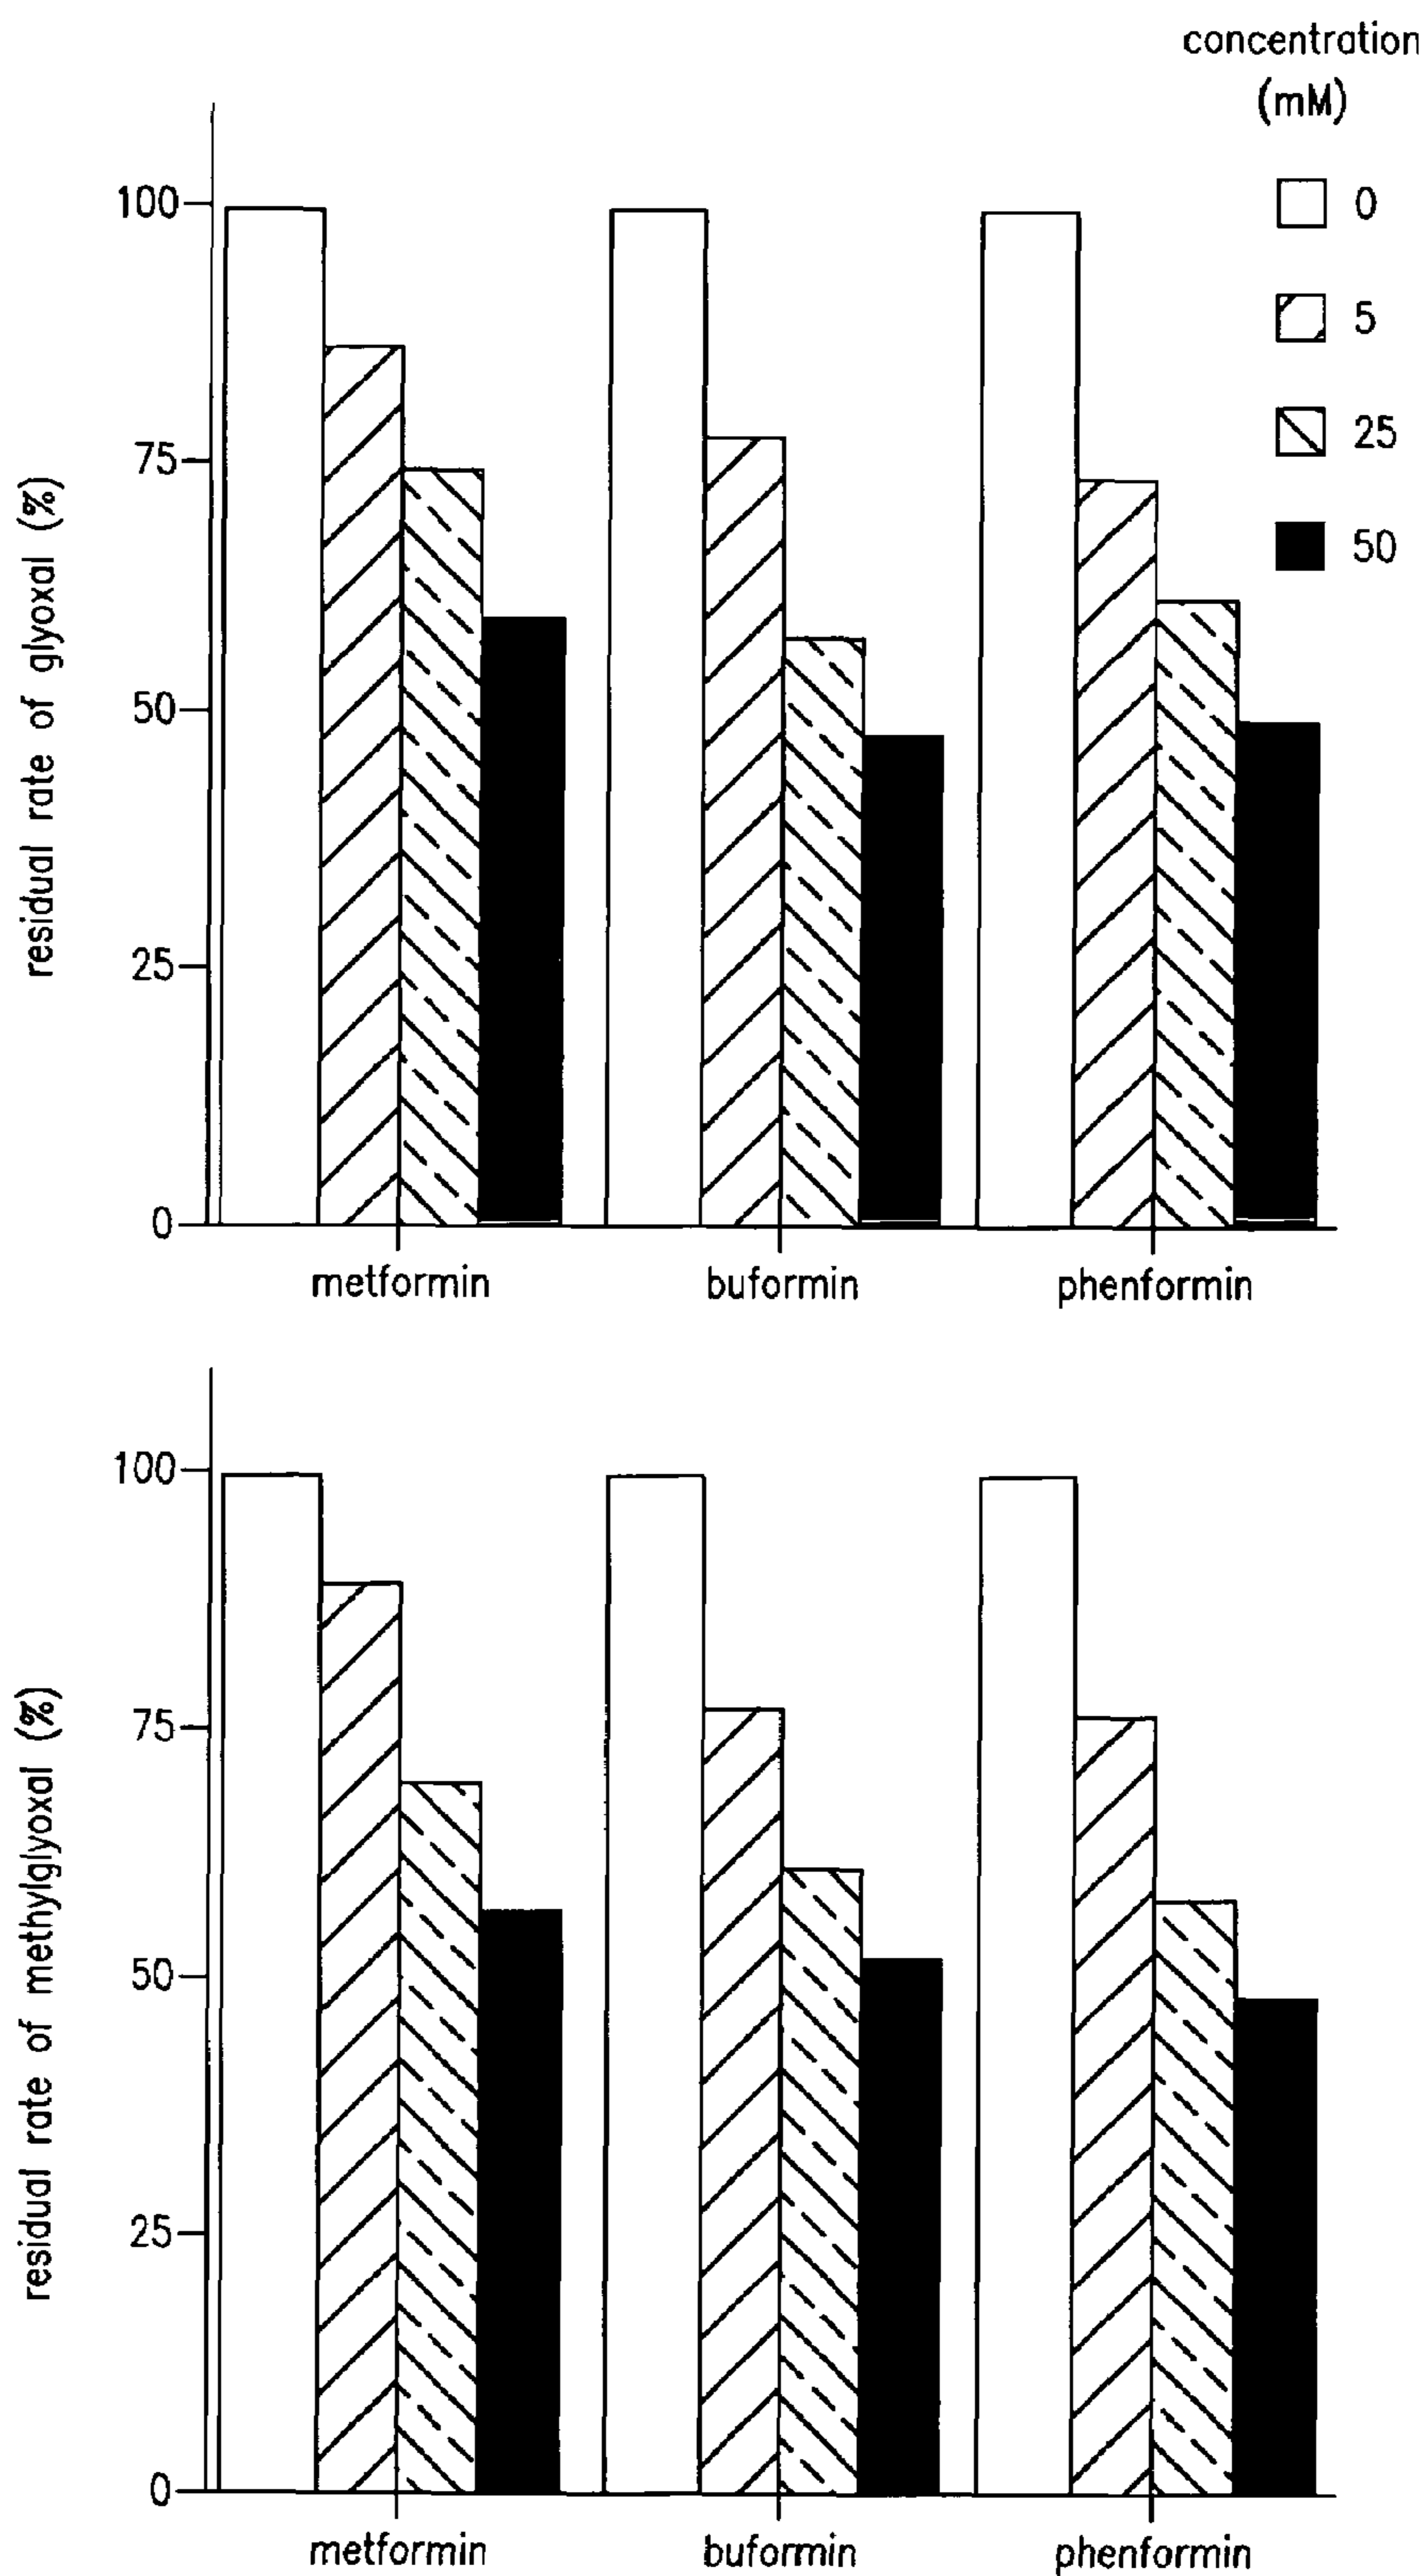 concentration
(mM)
0
5
25
50
residual rate of glyoxal (%)
100
75
50
25
0
metformin buformin phenformin
residual rate of methylglyoxal (%)
100
75
50
25
0
metformin buformin phenformin